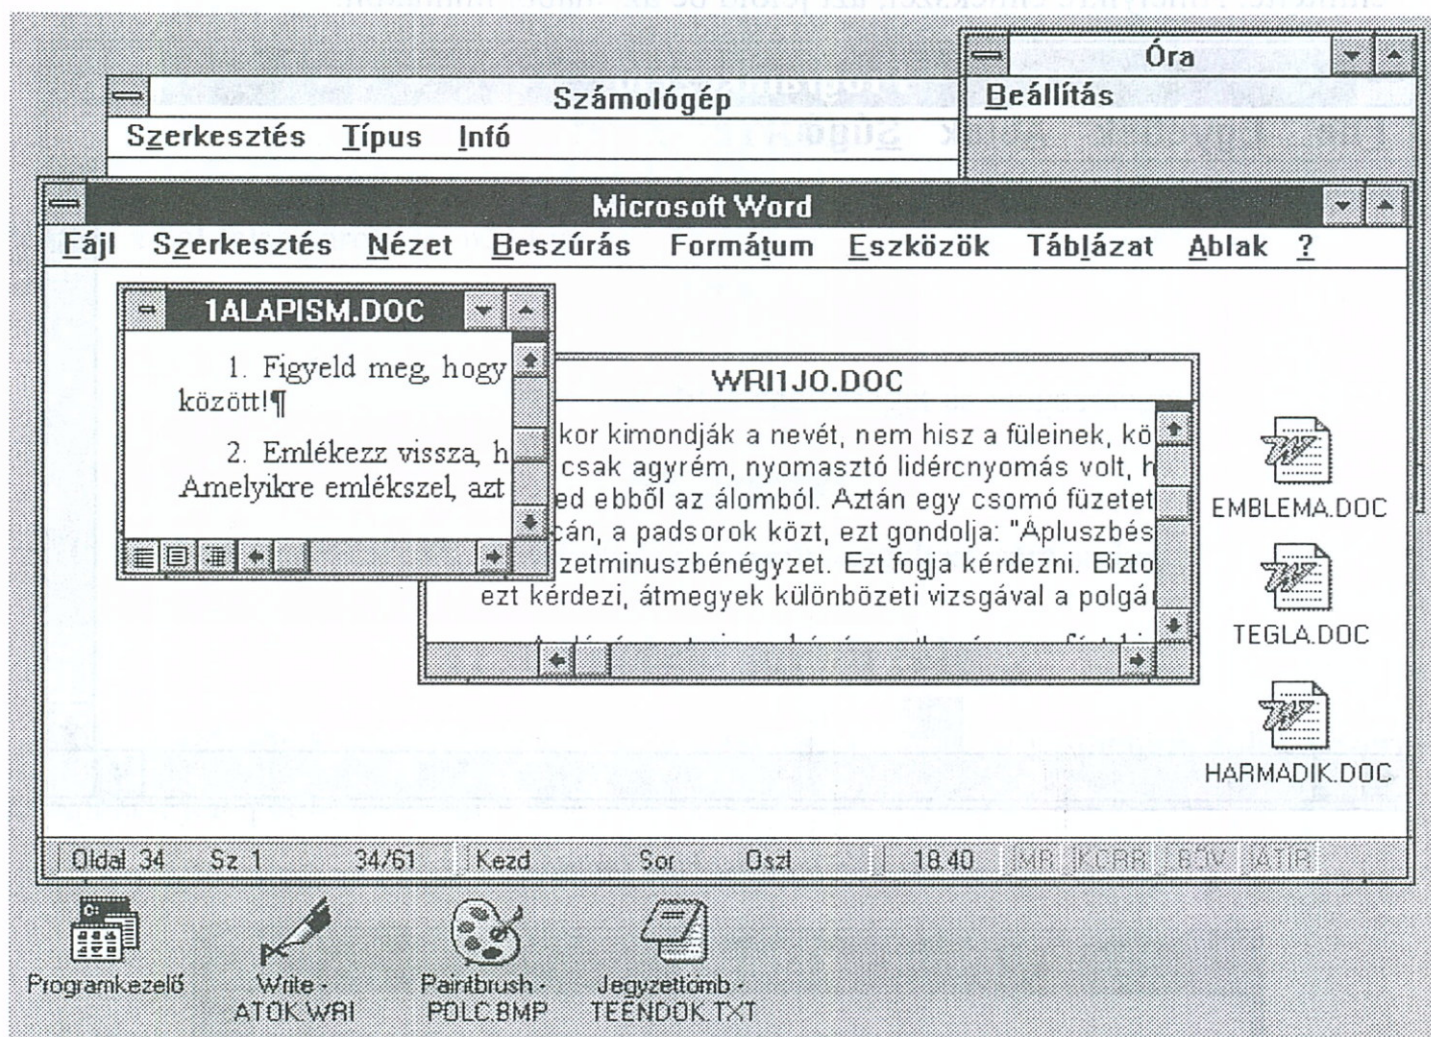 Óra
Beállítás
Számológép
Szerkesztés Típus Infó
Microsoft Word
Fájl Szerkesztés Nézet Beszúrás Formátum Eszközök Táblázat Ablak ?
1ALAPISM.DOC
1. Figyeld meg, hogy
között!¶
2. Emlékezz vissza, h
Amelyikre emlékszel, azt
WRI1JO.DOC
kor kimondják a nevét, nem hisz a füleinek, kö
csak agyrém, nyomasztó lidércnyomás volt, h
ed ebből az álomból. Aztán egy csomó füzetet
cán, a padsorok közt, ezt gondolja: "Ápluszbés
zetminuszbénégyzet. Ezt fogja kérdezni. Bizto
ezt kérdezi, átmegyek különbözeti vizsgával a polgár
EMBLEMA.DOC
TEGLA.DOC
HARMADIK.DOC
Oldal 34 Sz 1 34/61 Kezd Sor Oszl 18.40 MR KORR BŐV ÁTÍR
C:
Programkezelő
Write -
ATOK.WRI
Paintbrush -
POLC.BMP
Jegyzettömb -
TEENDOK.TXT